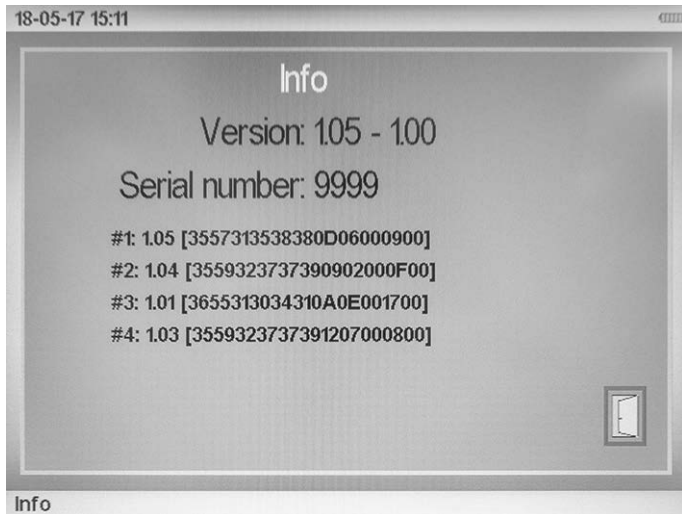 18-05-17 15:11
Info
Version: 1.05 - 1.00
Serial number: 9999
#1: 1.05 [3557313538380D06000900]
#2: 1.04 [3559323737390902000F00]
#3: 1.01 [3655313034310A0E001700]
#4: 1.03 [3559323737391207000800]
Info